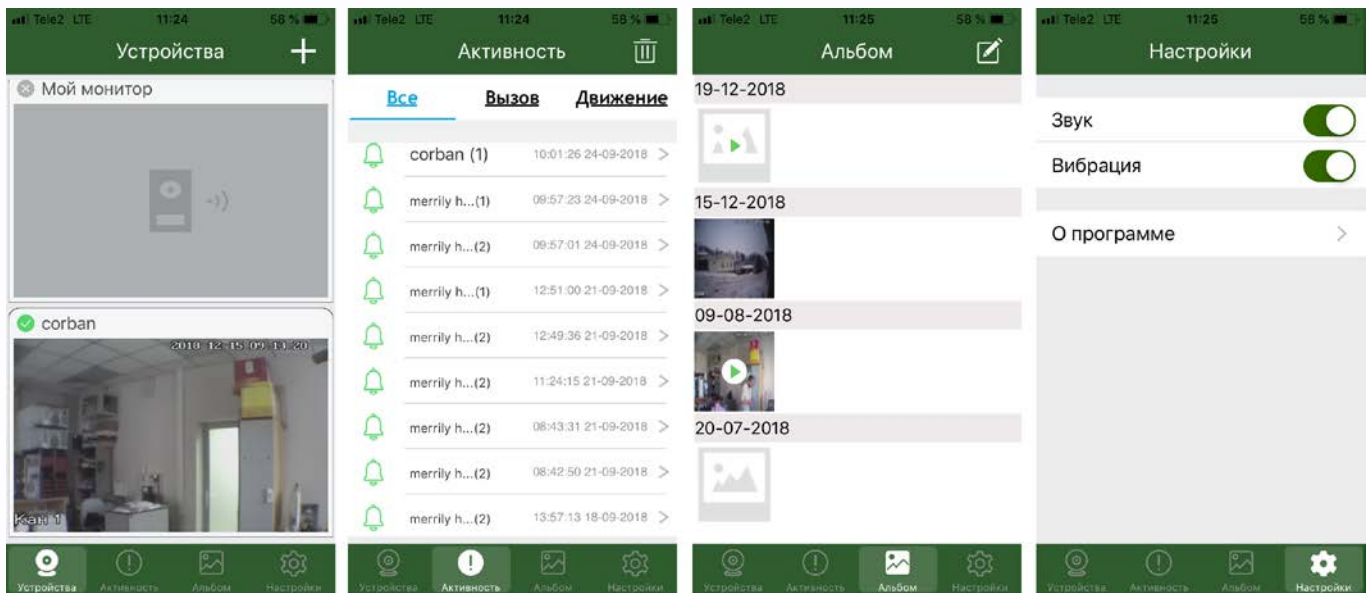 Tele2 LTE 11:24 58 %
Устройства
Мой монитор
corban
2018-12-15 09:13:20
Кан 1
Устройства Активность Альбом Настройки
Tele2 LTE 11:24 58 %
Активность
Все Вызов Движение
corban (1) 10:01:26 24-09-2018 >
merrily h...(1) 09:57:23 24-09-2018 >
merrily h...(2) 09:57:01 24-09-2018 >
merrily h...(1) 12:51:00 21-09-2018 >
merrily h...(2) 12:49:36 21-09-2018 >
merrily h...(2) 11:24:15 21-09-2018 >
merrily h...(2) 08:43:31 21-09-2018 >
merrily h...(2) 08:42:50 21-09-2018 >
merrily h...(2) 13:57:13 18-09-2018 >
Устройства Активность Альбом Настройки
Tele2 LTE 11:25 58 %
Альбом
19-12-2018
15-12-2018
09-08-2018
20-07-2018
Устройства Активность Альбом Настройки
Tele2 LTE 11:25 58 %
Настройки
Звук
Вибрация
О программе >
Устройства Активность Альбом Настройки